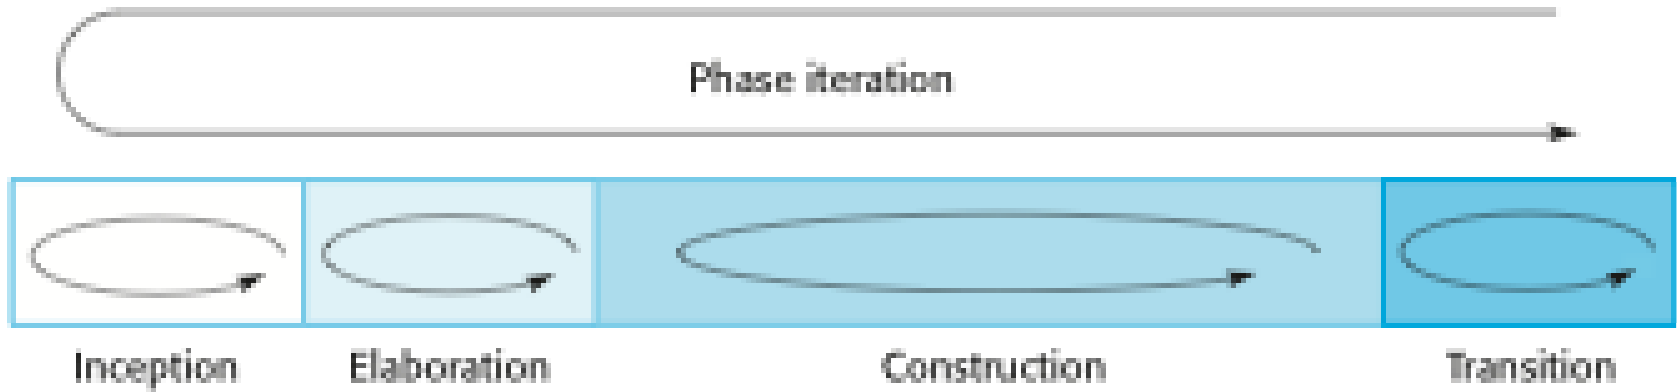 Phase iteration
Inception Elaboration Construction Transition